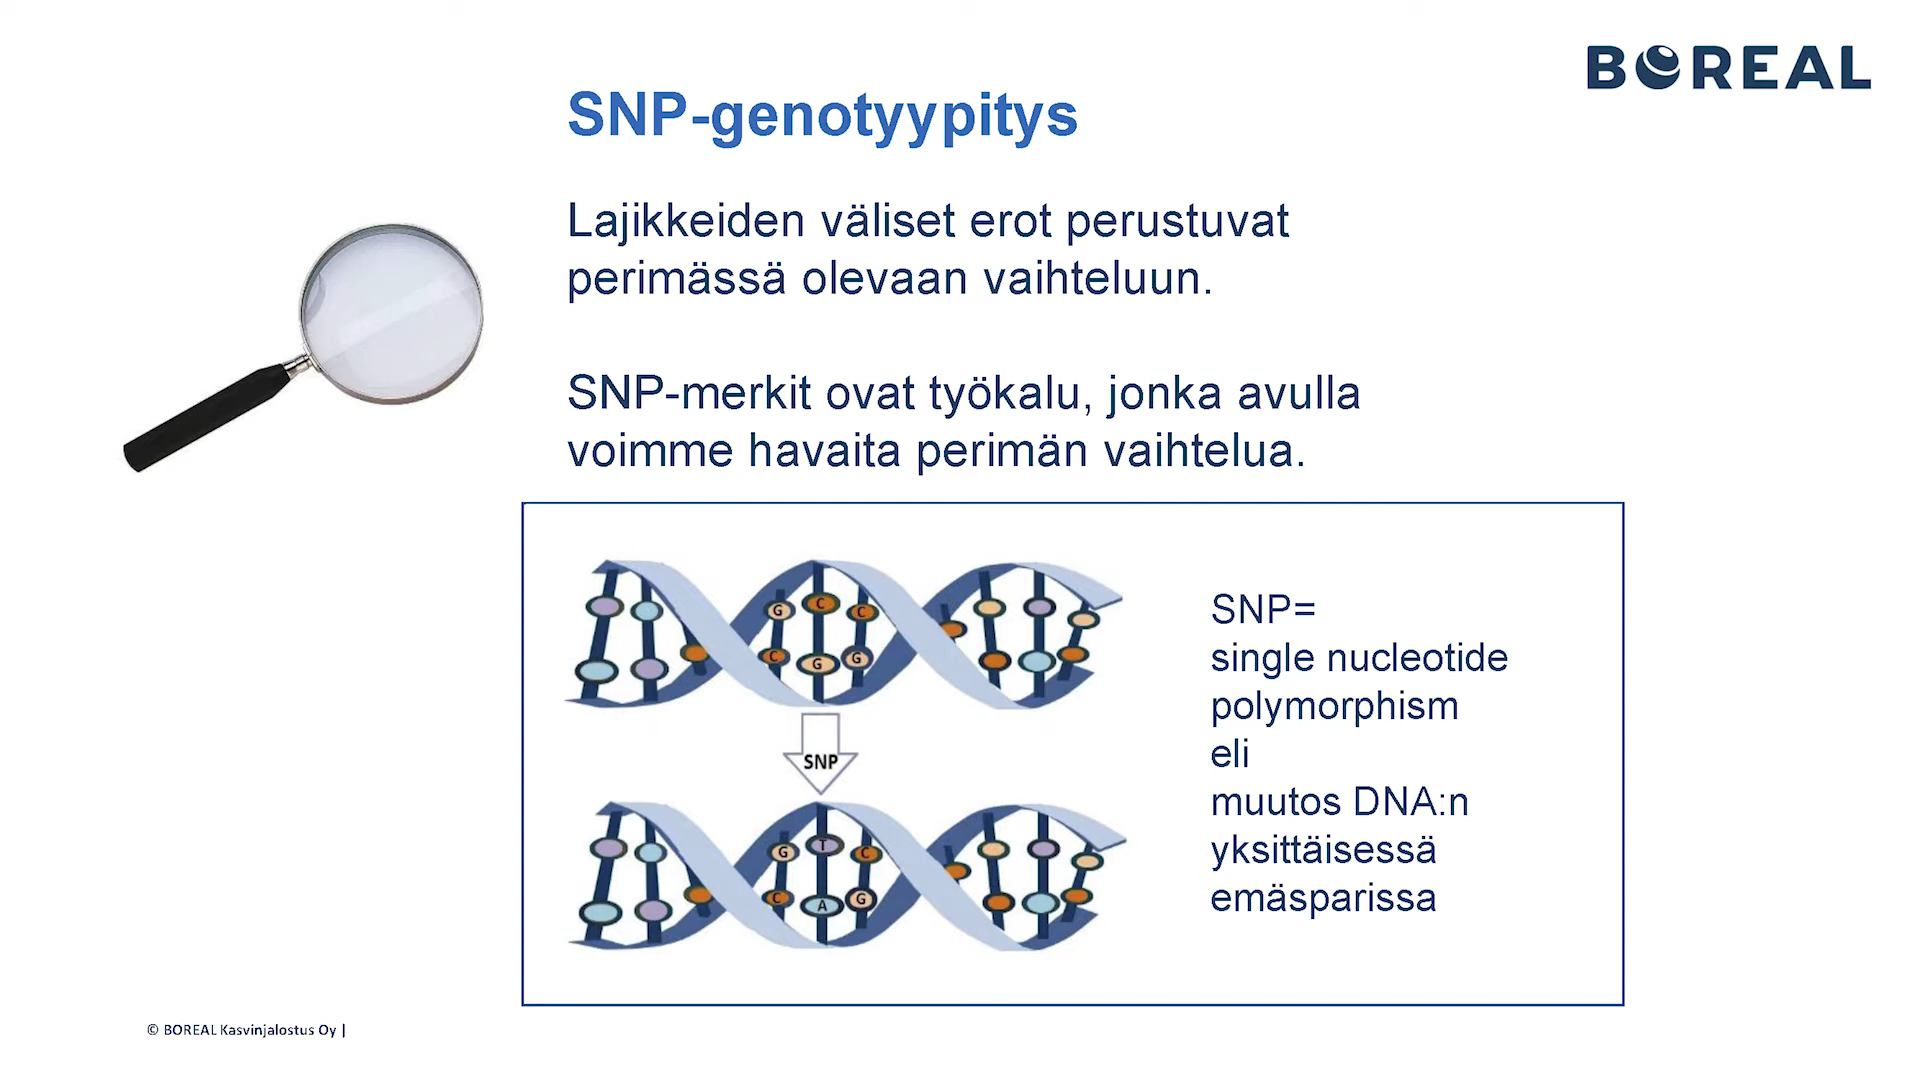 BOREAL
SNP-genotyypitys
Lajikkeiden väliset erot perustuvat
perimässä olevaan vaihteluun.
SNP-merkit ovat työkalu, jonka avulla
voimme havaita perimän vaihtelua.
G C C
C G G
SNP
G T C
C A G
SNP=
single nucleotide
polymorphism
eli
muutos DNA:n
yksittäisessä
emäsparissa
© BOREAL Kasvinjalostus Oy |